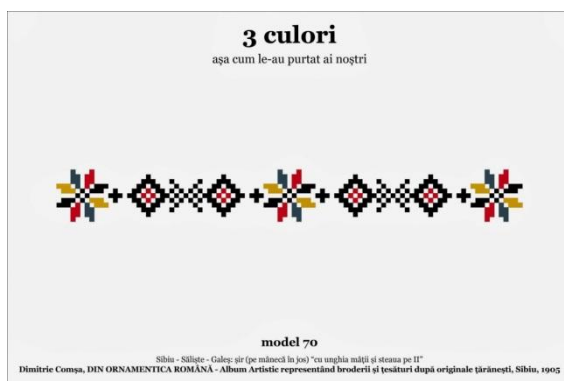 3 culori
așa cum le-au purtat ai noștri
model 70
Sibiu - Săliște - Galeș: șir (pe mânecă în jos) "cu unghia mâții și steaua pe II"
Dimitrie Comșa, DIN ORNAMENTICA ROMÂNĂ - Album Artistic representând broderii și țesături după originale țărănești, Sibiu, 1905